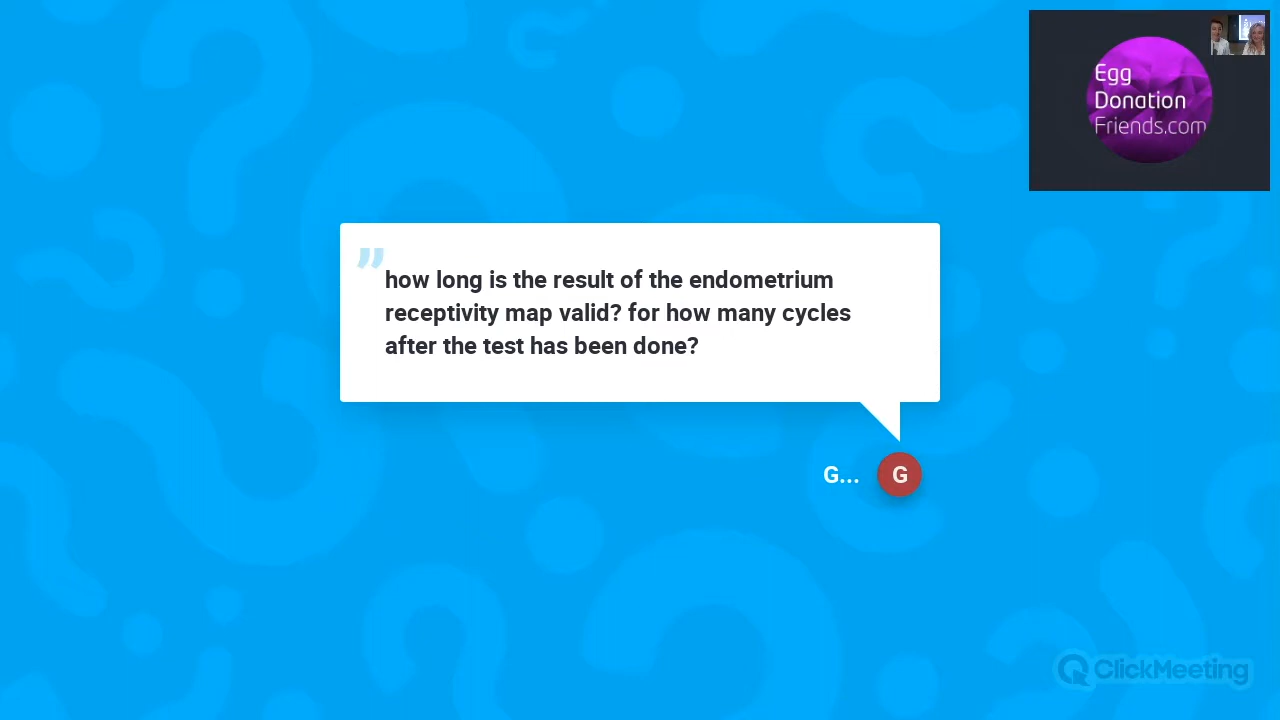 Egg
Donation
Friends.com
how long is the result of the endometrium
receptivity map valid? for how many cycles
after the test has been done?
G...
G
ClickMeeting